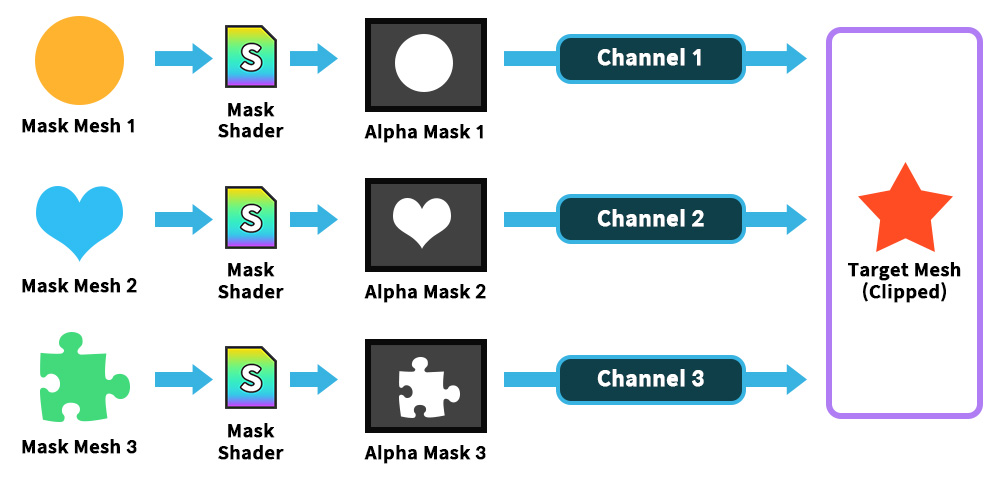 S
Channel 1
Mask Mesh 1
Mask
Shader
Alpha Mask 1
S
Channel 2
Mask Mesh 2
Mask
Shader
Alpha Mask 2
Target Mesh
(Clipped)
S
Channel 3
Mask Mesh 3
Mask
Shader
Alpha Mask 3